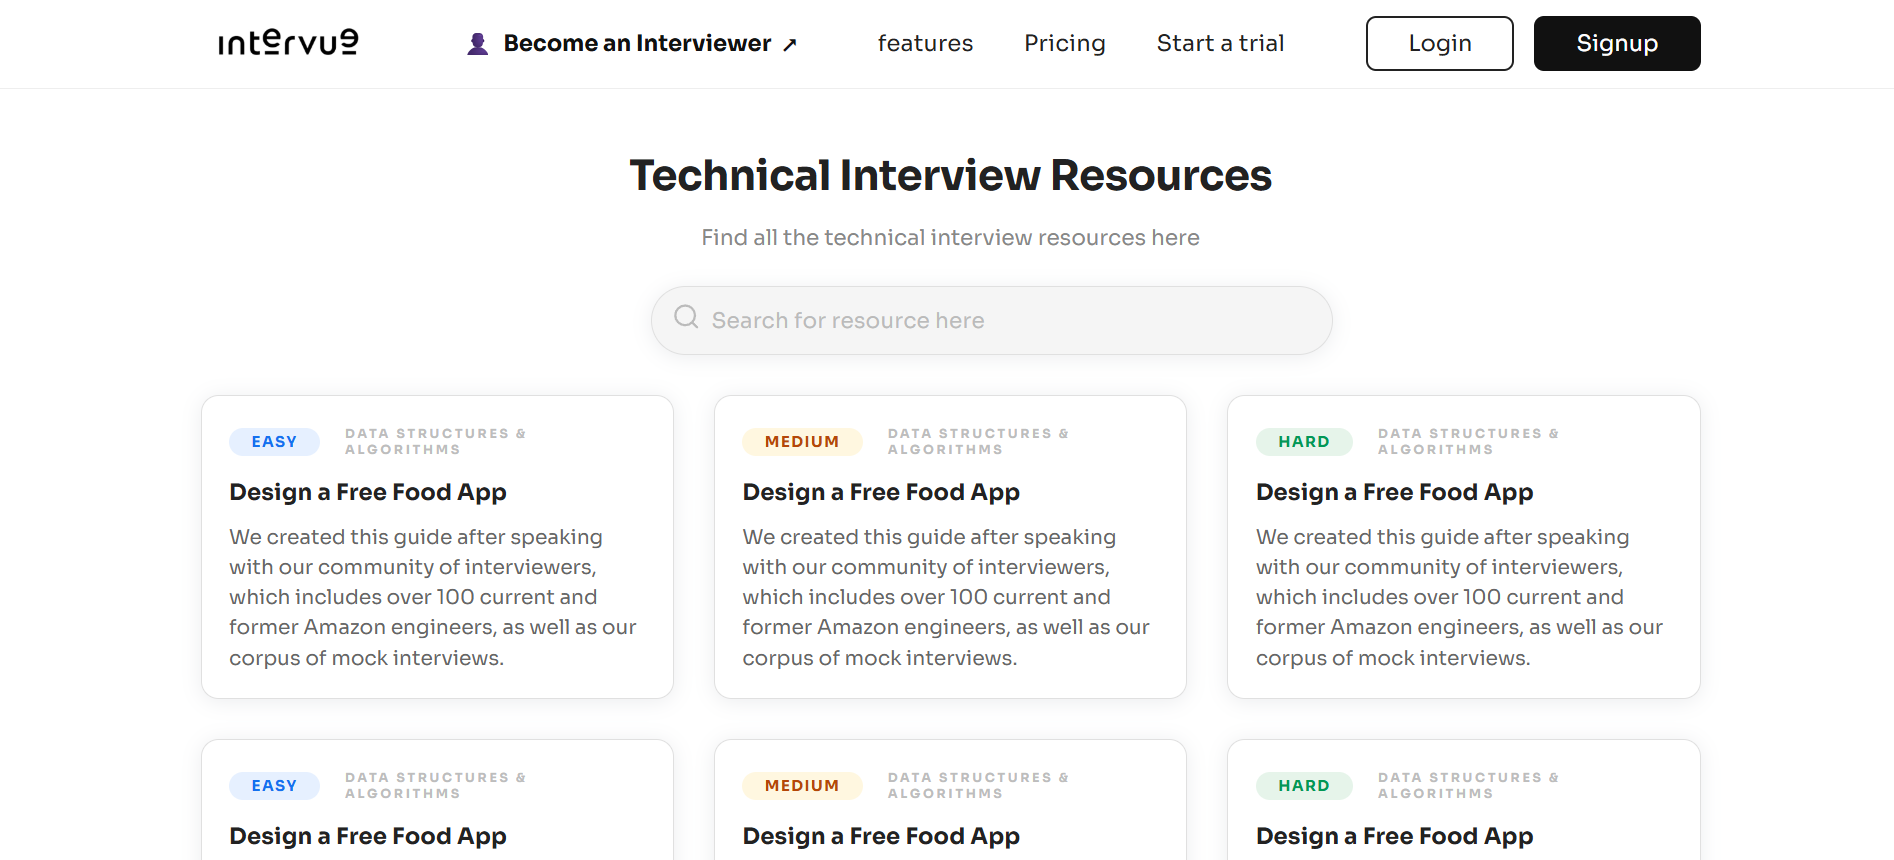 intervue
Become an Interviewer ↗
features
Pricing
Start a trial
Login
Signup
Technical Interview Resources
Find all the technical interview resources here
Search for resource here
EASY
DATA STRUCTURES &
ALGORITHMS
Design a Free Food App
We created this guide after speaking
with our community of interviewers,
which includes over 100 current and
former Amazon engineers, as well as our
corpus of mock interviews.
MEDIUM
DATA STRUCTURES &
ALGORITHMS
Design a Free Food App
We created this guide after speaking
with our community of interviewers,
which includes over 100 current and
former Amazon engineers, as well as our
corpus of mock interviews.
HARD
DATA STRUCTURES &
ALGORITHMS
Design a Free Food App
We created this guide after speaking
with our community of interviewers,
which includes over 100 current and
former Amazon engineers, as well as our
corpus of mock interviews.
EASY
DATA STRUCTURES &
ALGORITHMS
Design a Free Food App
MEDIUM
DATA STRUCTURES &
ALGORITHMS
Design a Free Food App
HARD
DATA STRUCTURES &
ALGORITHMS
Design a Free Food App